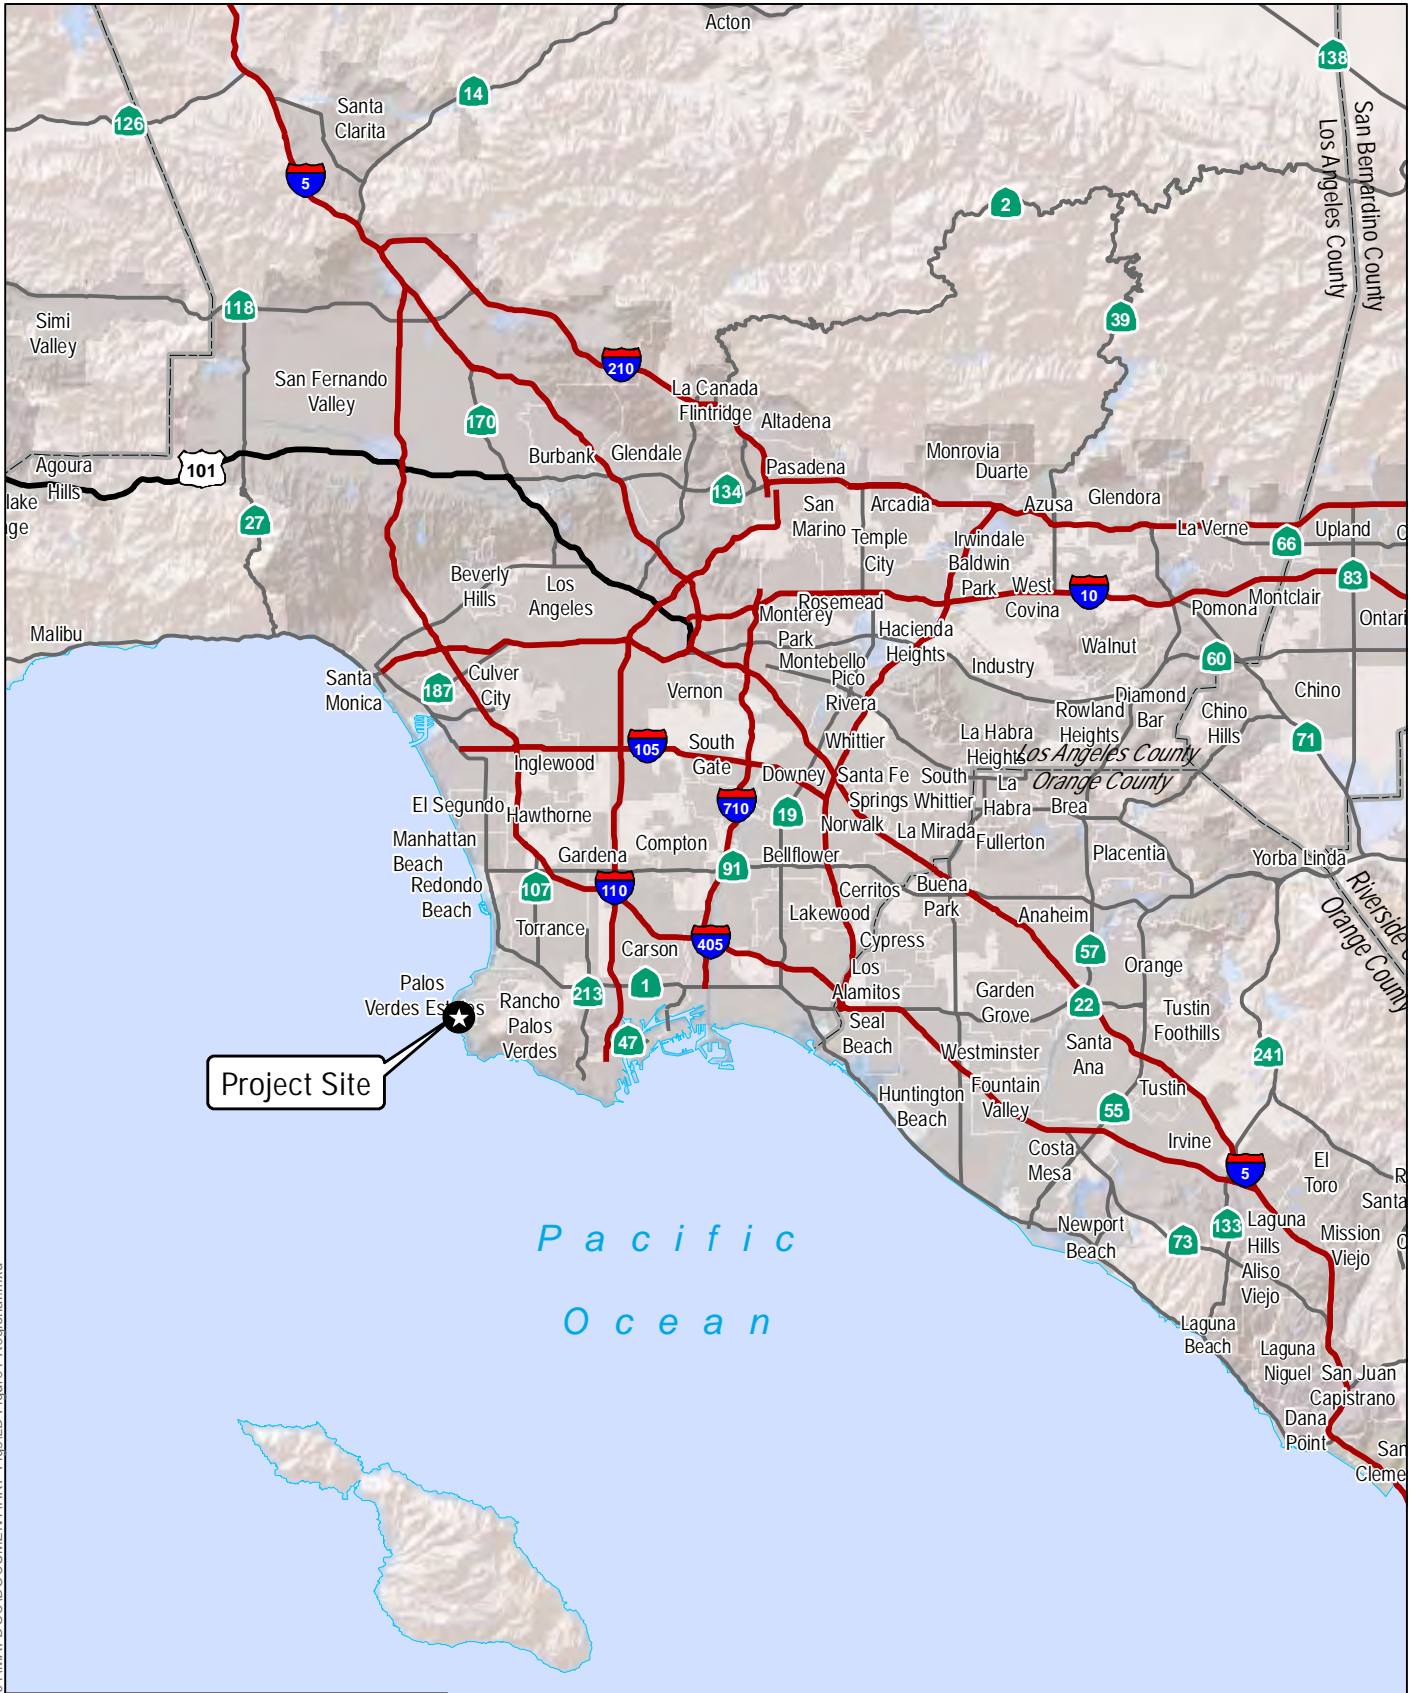 Acton
138
14
126
Santa
Clarita
San Bernardino County
Los Angeles County
5
2
118
39
Simi
Valley
210
San Fernando
Valley
La Canada
Flintridge
170
Altadena
Burbank
Glendale
Monrovia
Duarte
Agoura
Hills
101
Pasadena
134
27
San
Marino
Arcadia
Azusa
Glendora
La Verne
66
Upland
Temple
City
Irwindale
Baldwin
Park
West
Covina
10
83
Beverly
Hills
Los
Angeles
Rosemead
Monterey
Park
Pomona
Montclair
Malibu
Hacienda
Heights
Walnut
60
Montebello
Industry
Santa
Monica
187
Culver
City
Vernon
Pico
Rivera
Diamond
Bar
Chino
Rowland
Heights
Chino
Hills
71
105
South
Gate
Whittier
La Habra
Heights
Los Angeles County
Orange County
Inglewood
Downey
Santa Fe
Springs
South
Whittier
La
Habra
Brea
El Segundo
Hawthorne
710
19
Norwalk
La Mirada
Fullerton
Manhattan
Beach
Compton
Gardena
Bellflower
Placentia
Yorba Linda
91
Redondo
Beach
107
110
Cerritos
Buena
Park
Riverside
Orange County
Lakewood
Anaheim
Torrance
Carson
405
Cypress
57
Orange
Los
Alamitos
Palos
Verdes Estates
Rancho
Palos
Verdes
213
1
Garden
Grove
22
Tustin
Foothills
47
Seal
Beach
Westminster
Santa
Ana
241
Project Site
Huntington
Beach
Fountain
Valley
Tustin
55
Costa
Mesa
Irvine
5
El
Toro
Santa
Newport
Beach
73
133
Laguna
Hills
Mission
Viejo
Aliso
Viejo
Pacific
Ocean
Laguna
Beach
Laguna
Niguel
San Juan
Capistrano
Dana
Point
San